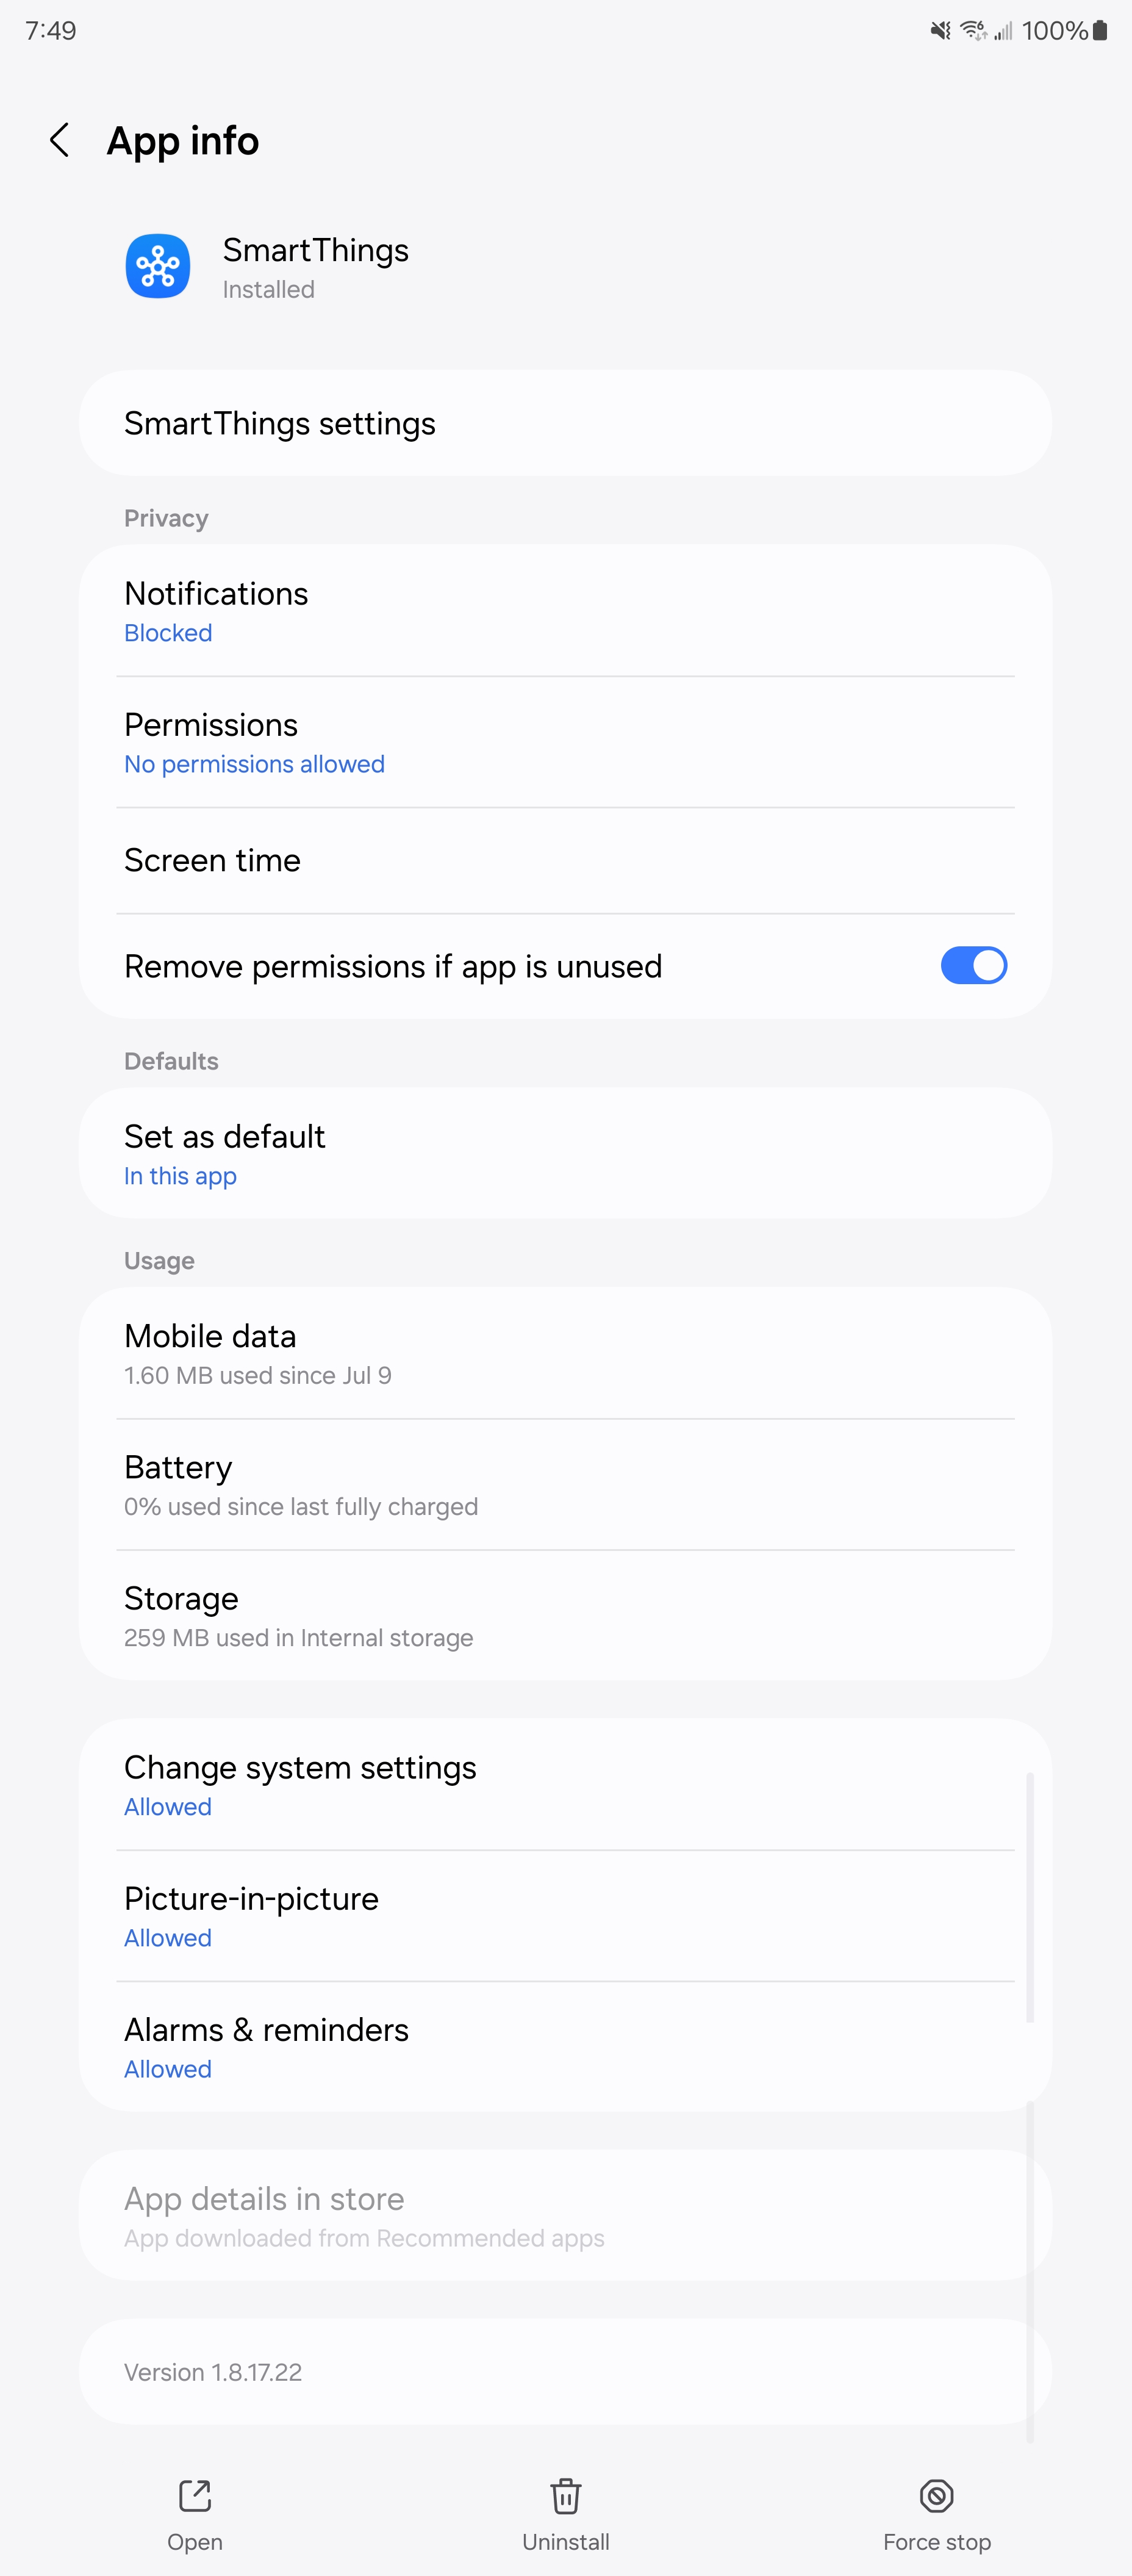 7:49
100%
App info
SmartThings
Installed
SmartThings settings
Privacy
Notifications
Blocked
Permissions
No permissions allowed
Screen time
Remove permissions if app is unused
Defaults
Set as default
In this app
Usage
Mobile data
1.60 MB used since Jul 9
Battery
0% used since last fully charged
Storage
259 MB used in Internal storage
Change system settings
Allowed
Picture-in-picture
Allowed
Alarms & reminders
Allowed
App details in store
App downloaded from Recommended apps
Version 1.8.17.22
Open
Uninstall
Force stop